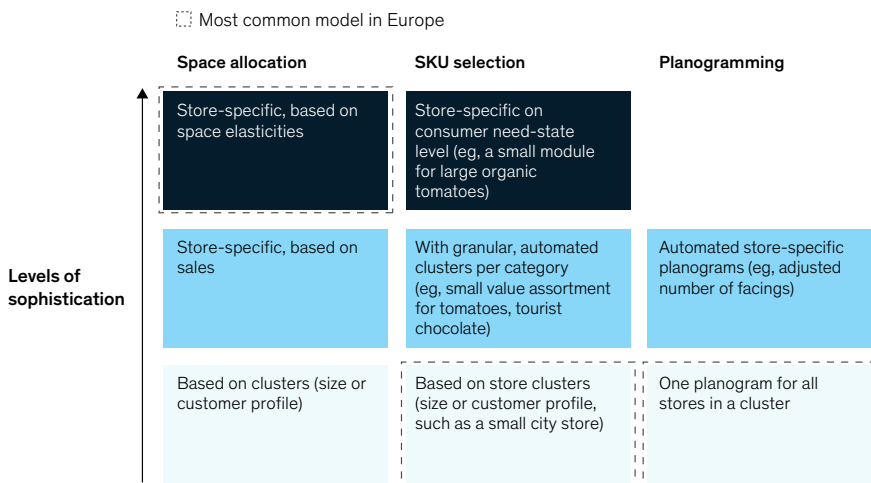 Most common model in Europe
Space allocation
SKU selection
Planogramming
Store-specific, based on
space elasticities
Store-specific on
consumer need-state
level (eg, a small module
for large organic
tomatoes)
Levels of
sophistication
Store-specific, based on
sales
With granular, automated
clusters per category
(eg, small value assortment
for tomatoes, tourist
chocolate)
Automated store-specific
planograms (eg, adjusted
number of facings)
Based on clusters (size or
customer profile)
Based on store clusters
(size or customer profile,
such as a small city store)
One planogram for all
stores in a cluster